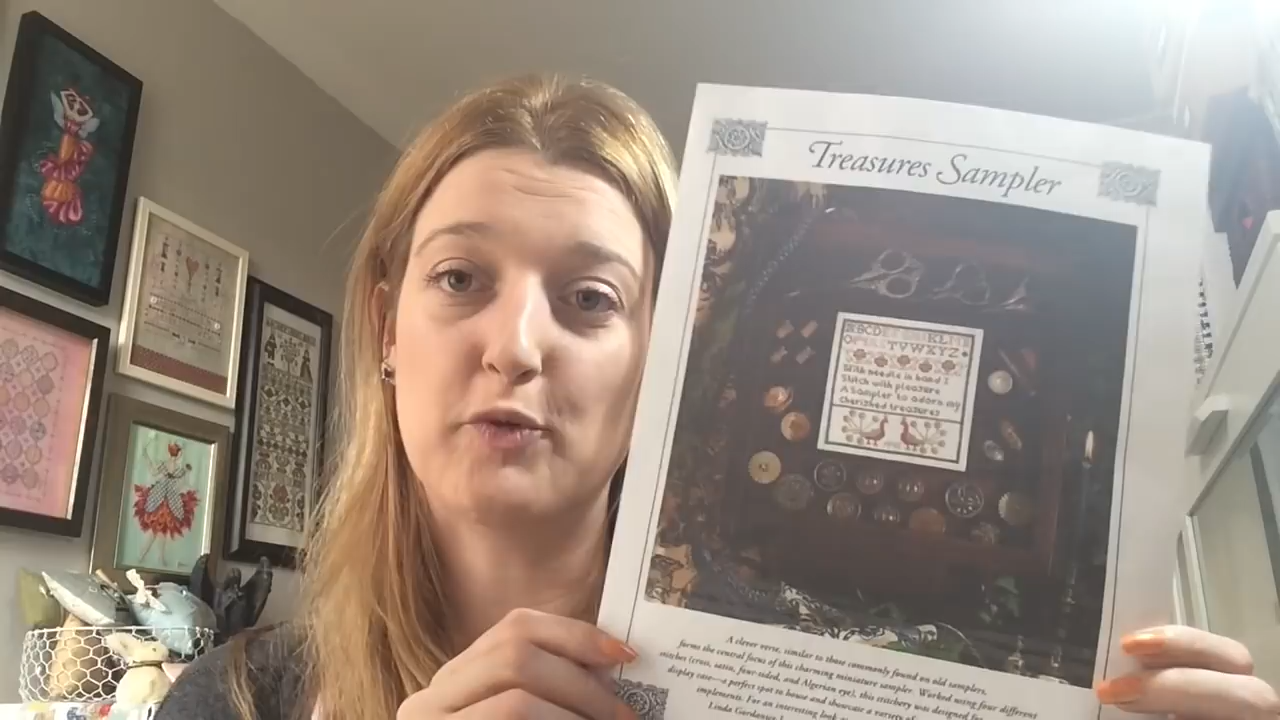 Treasures Sampler
With needle in hand I
Stitch with pleasure
A Sampler to adorn my
cherished treasures
A clever verse, similar to those commonly found on old samplers,
forms the central focus of this charming miniature sampler. Worked using four different
stitches (cross, satin, four-sided, and Algerian eye), this stitchery was designed for
display case—a perfect spot to house and showcase a variety of
implements. For an interesting look
Linda